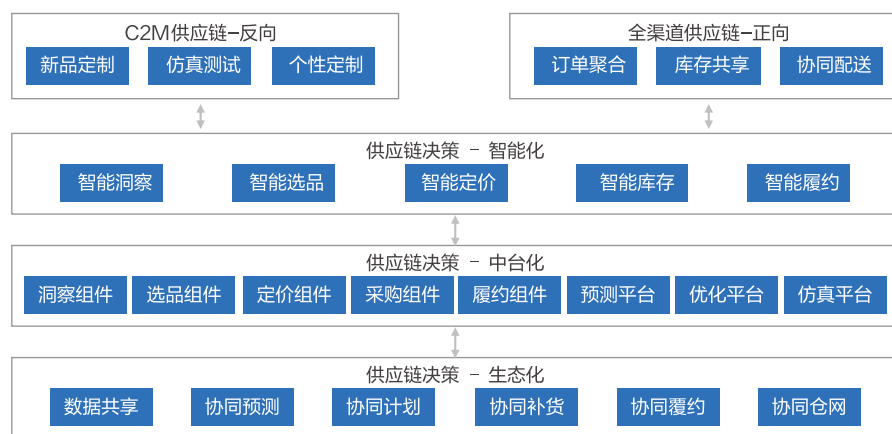 C2M供应链-反向
新品定制 仿真测试 个性定制
全渠道供应链-正向
订单聚合 库存共享 协同配送
供应链决策 - 智能化
智能洞察 智能选品 智能定价 智能库存 智能履约
供应链决策 - 中台化
洞察组件 选品组件 定价组件 采购组件 履约组件 预测平台 优化平台 仿真平台
供应链决策 - 生态化
数据共享 协同预测 协同计划 协同补货 协同覆约 协同仓网